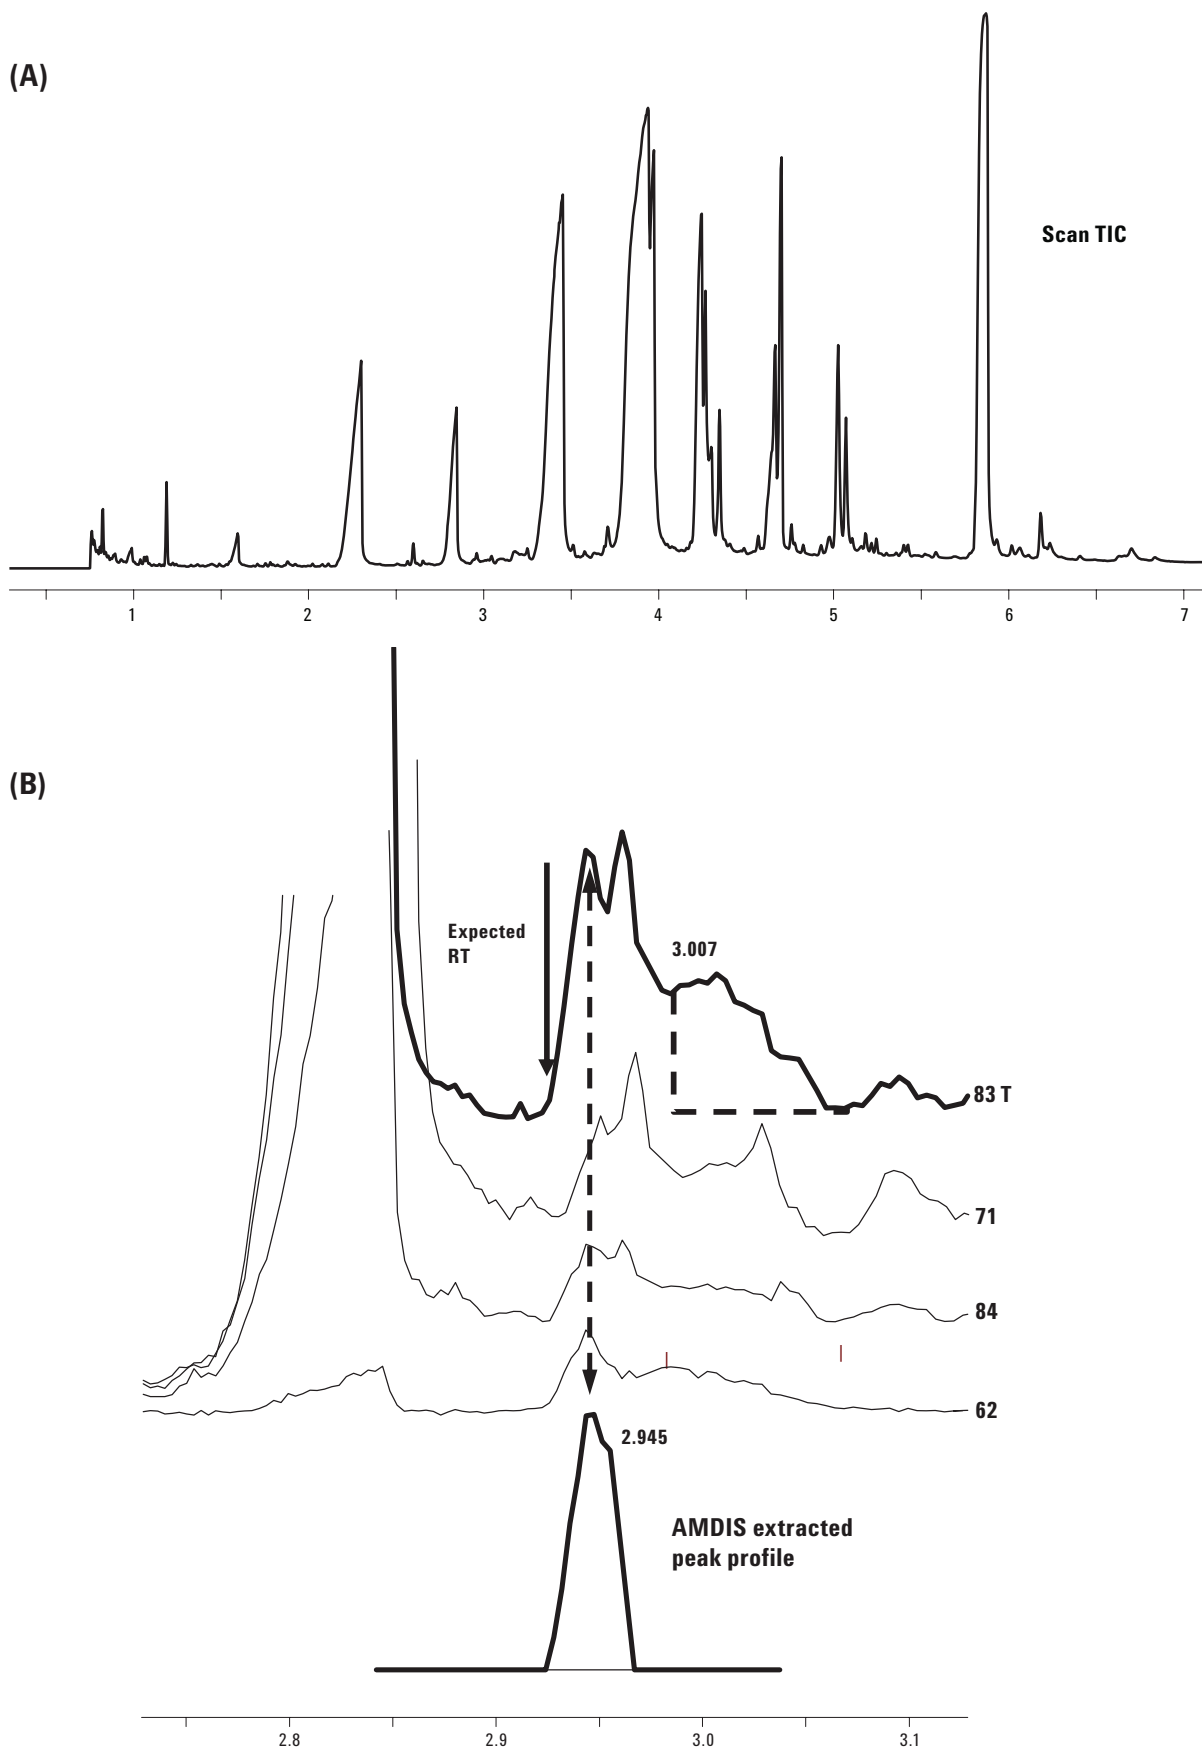 (A)
Scan TIC
1 2 3 4 5 6 7
(B)
Expected
RT
3.007
83 T
71
84
62
2.945
AMDIS extracted
peak profile
2.8 2.9 3.0 3.1